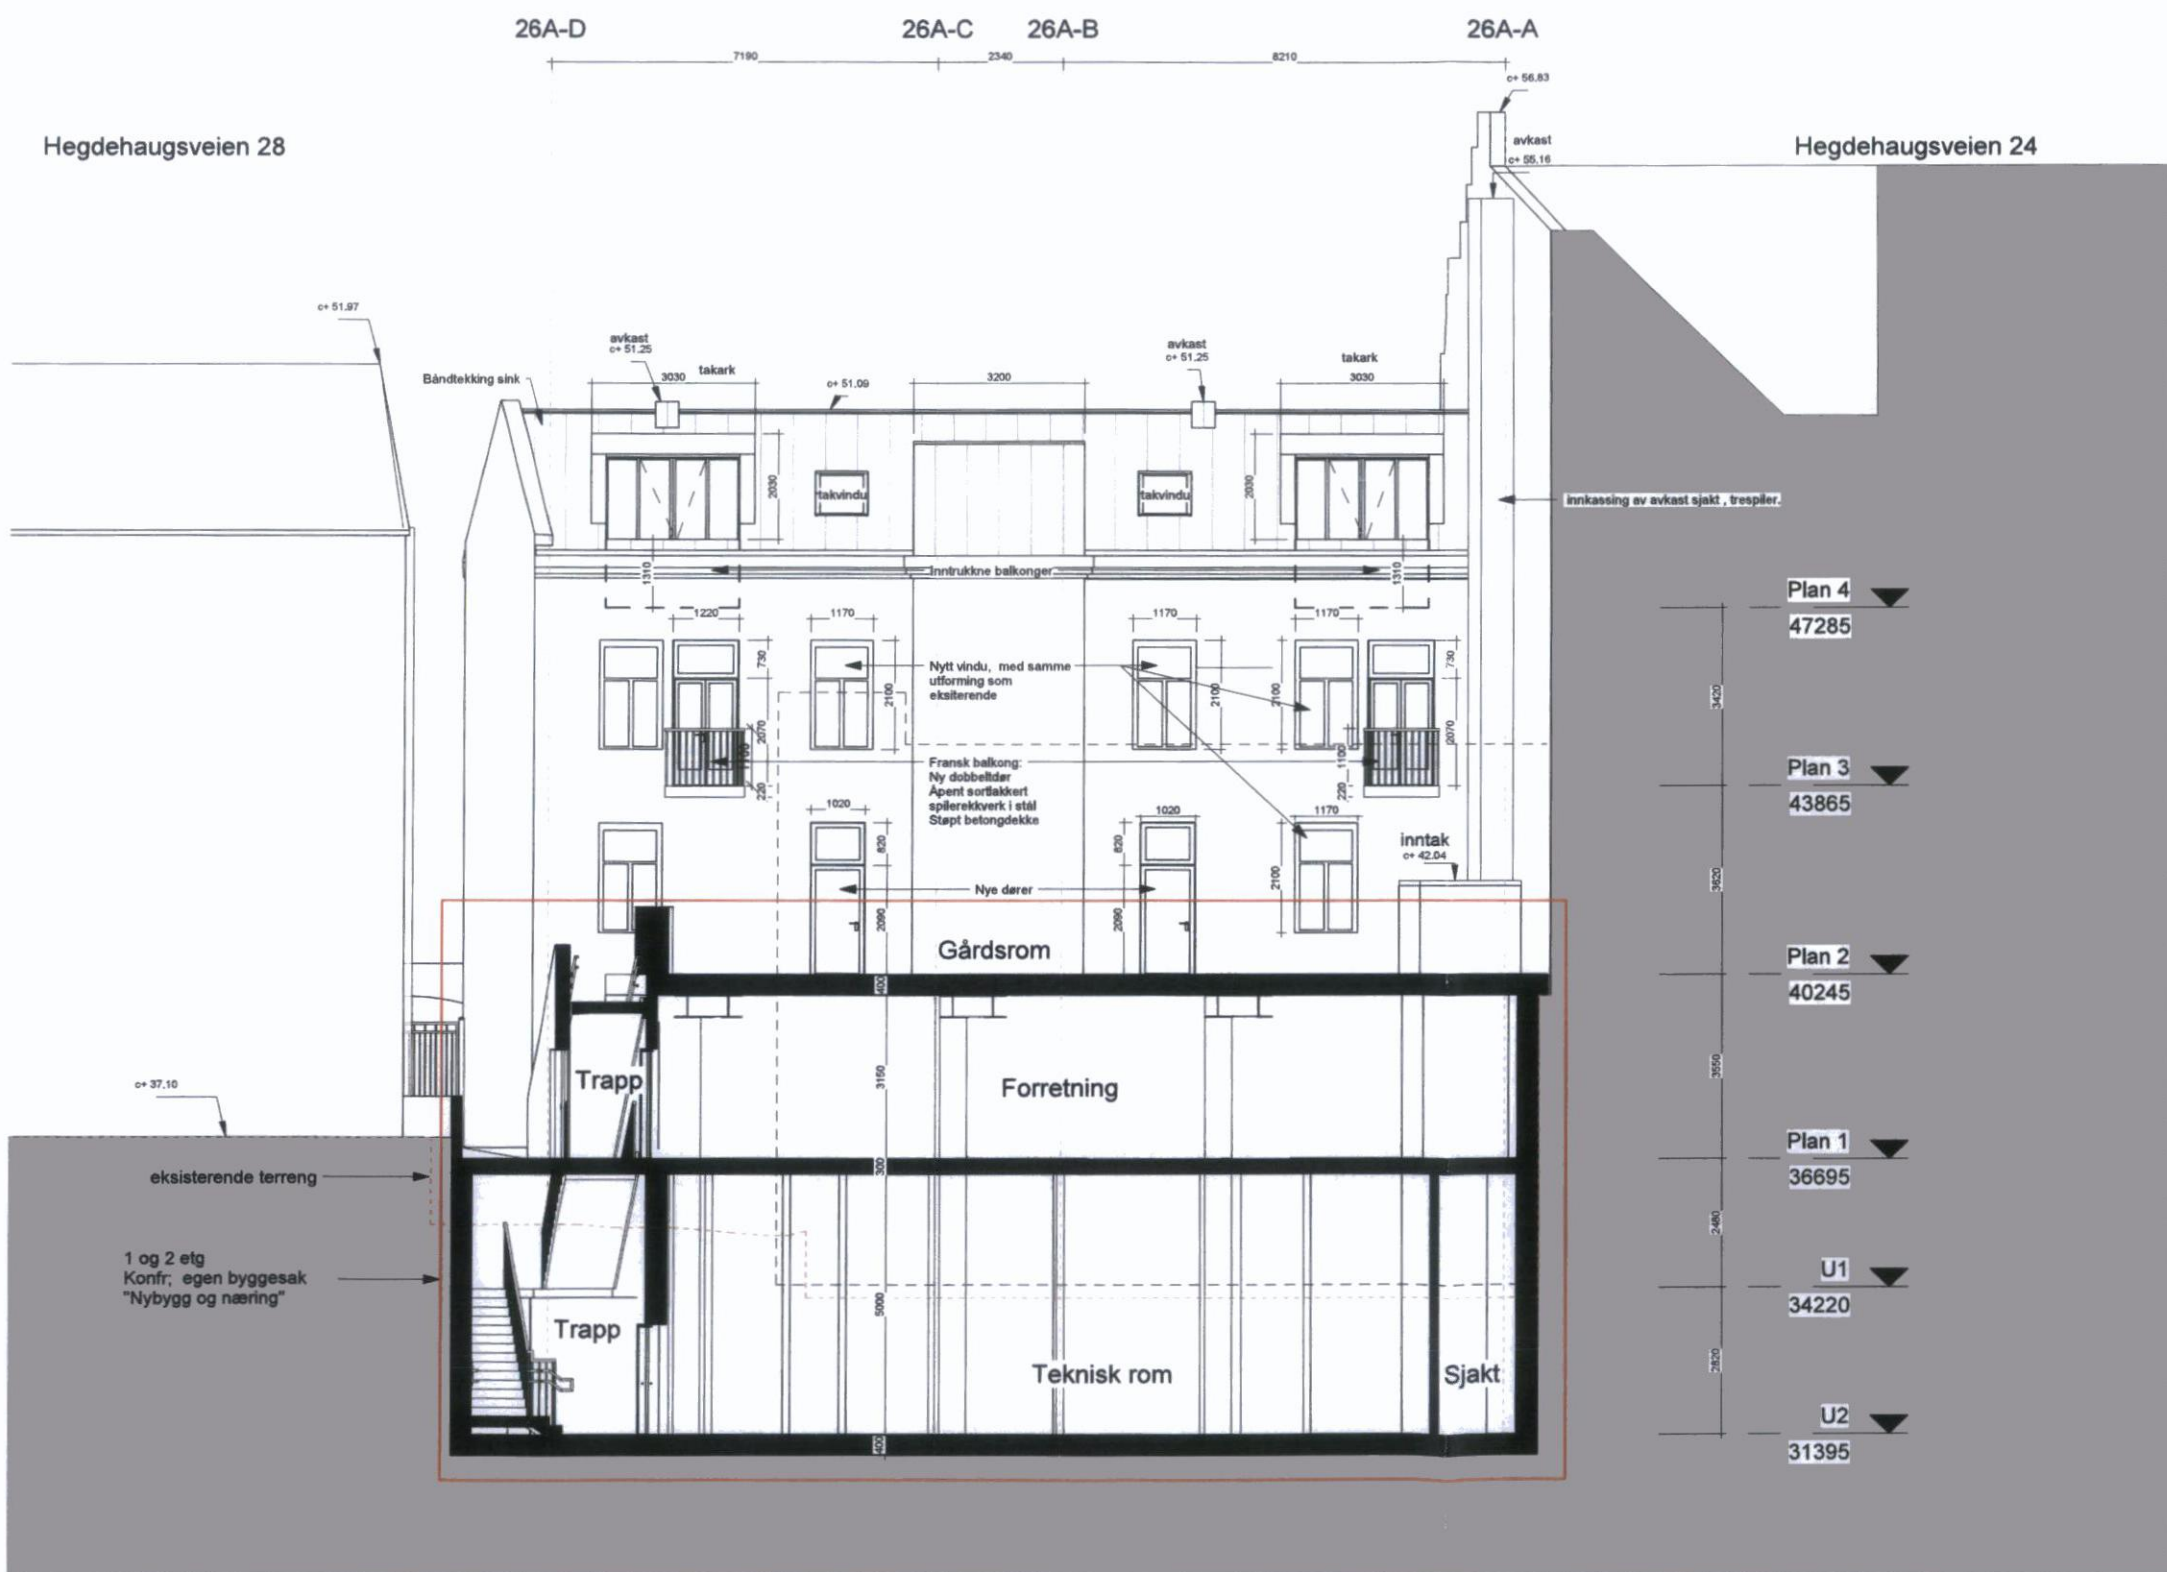 26A-D
26A-C
26A-B
26A-A
7190
2340
8210
c+ 56.83
Hegdehaugsveien 28
avkast
c+ 55.16
Hegdehaugsveien 24
c+ 51.97
avkast
c+ 51.25
avkast
c+ 51.25
takark
takark
Båndtekking sink
3030
c+ 51.09
3200
3030
2030
takvindu
takvindu
2030
innkassing av avkast sjakt , trespiler.
1310
Inntrukkne balkonger
1310
Plan 4
47285
1220
1170
1170
1170
730
2100
Nytt vindu, med samme
utforming som
eksiterende
2100
2100
730
3420
2070
1100
220
Fransk balkong:
Ny dobbeltdør
Åpent sortlakkert
spilerekkverk i stål
Støpt betongdekke
1100
2070
220
Plan 3
43865
1020
1020
1170
820
820
2100
inntak
c+ 42.04
3620
Nye dører
2090
2090
Gårdsrom
Plan 2
40245
400
Trapp
3150
Forretning
3550
c+ 37.10
Plan 1
36695
300
eksisterende terreng
2480
1 og 2 etg
Konfr; egen byggesak
"Nybygg og næring"
U1
34220
5000
Trapp
2820
Teknisk rom
Sjakt
U2
31395
400